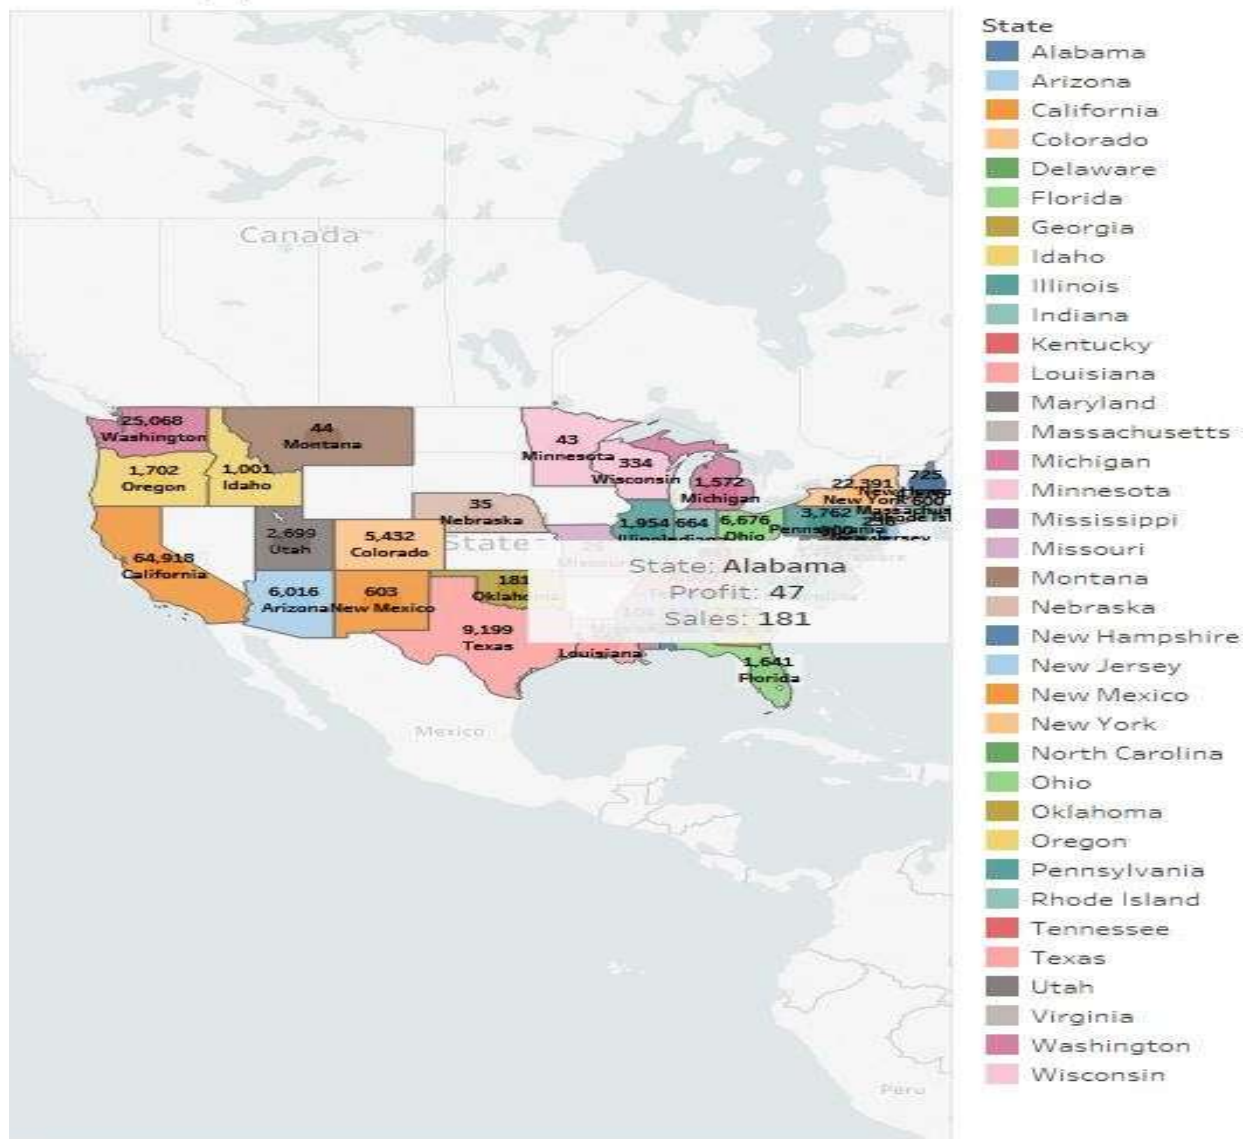 Canada
25,068
Washington
44
Montana
1,702
Oregon
1,001
Idaho
43
Minnesota
334
Wisconsin
1,572
Michigan
22,391
New York
725
35
Nebraska
1,954
664
6,676
Ohio
3,762
2,699
Utah
5,432
Colorado
64,918
California
6,016
Arizona
603
New Mexico
181
9,199
Texas
Louisiana
1,641
Florida
State
State: Alabama
Profit: 47
Sales: 181
Mexico
Peru
State
Alabama
Arizona
California
Colorado
Delaware
Florida
Georgia
Idaho
Illinois
Indiana
Kentucky
Louisiana
Maryland
Massachusetts
Michigan
Minnesota
Mississippi
Missouri
Montana
Nebraska
New Hampshire
New Jersey
New Mexico
New York
North Carolina
Ohio
Oklahoma
Oregon
Pennsylvania
Rhode Island
Tennessee
Texas
Utah
Virginia
Washington
Wisconsin